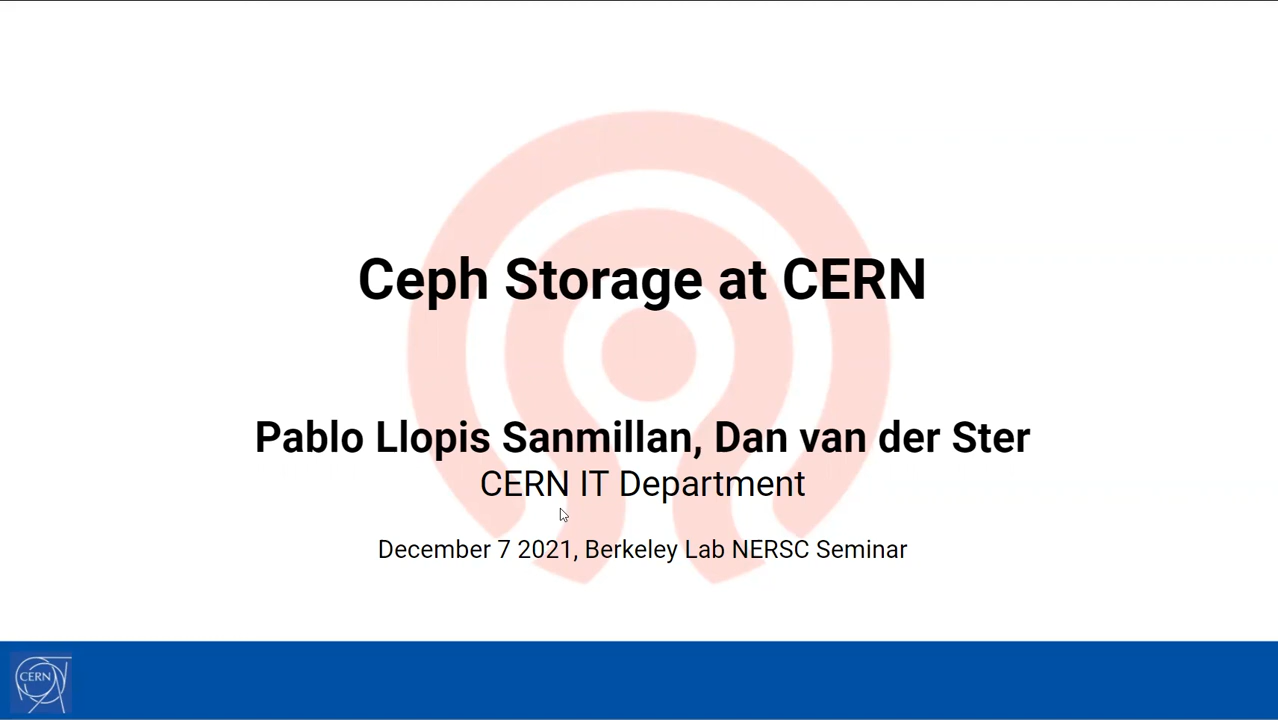 Ceph Storage at CERN
Pablo Llopis Sanmillan, Dan van der Ster
CERN IT Department
December 7 2021, Berkeley Lab NERSC Seminar
CERN